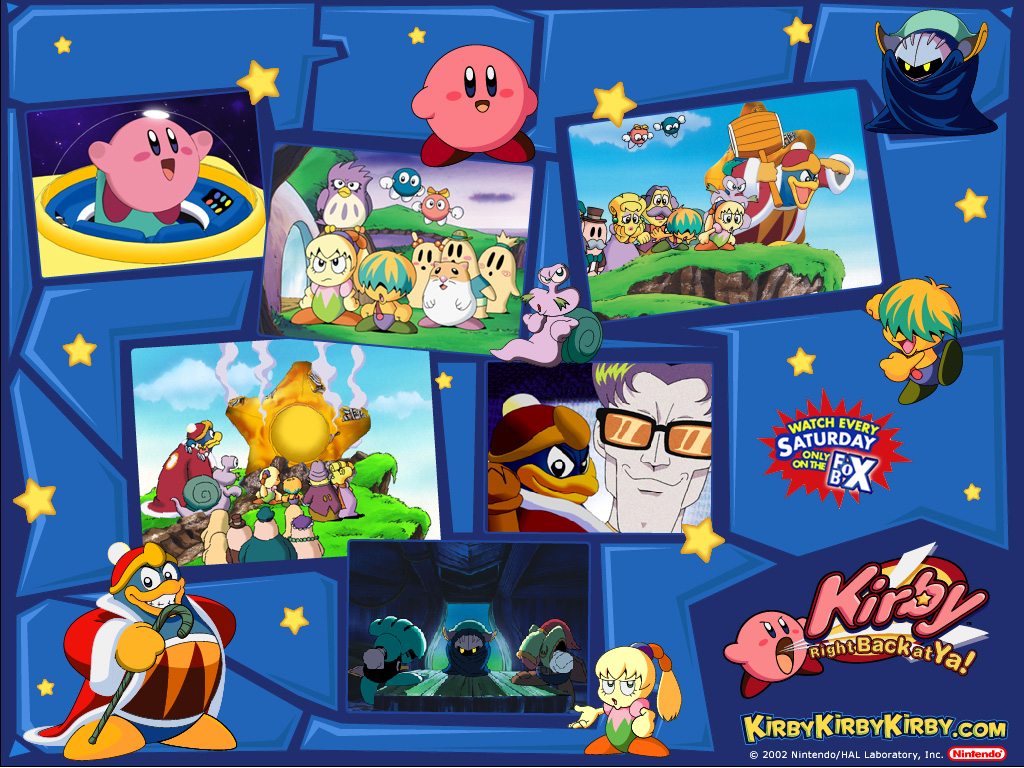 WATCH EVERY
SATURDAY
ONLY
ON THE
FOX
BOX
Kirby
Right Back at Ya!
KIRBYKIRBYKIRBY.COM
© 2002 Nintendo/HAL Laboratory, Inc. Nintendo